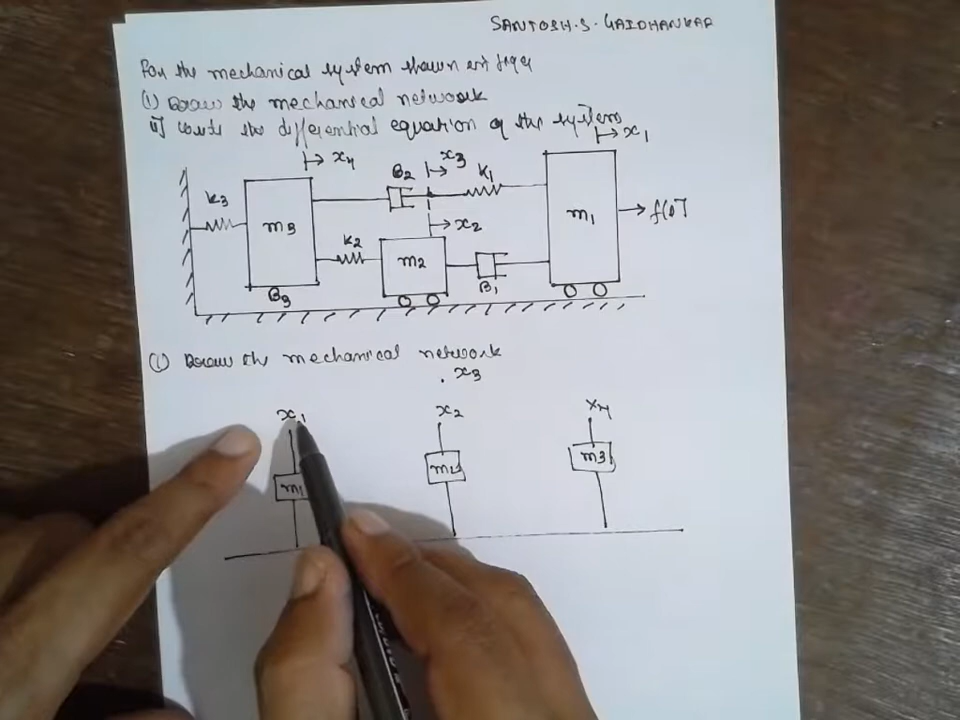 SANTOSH.S. GAIDHANKAR
For the mechanical system shown in figer
(1) Draw the mechanical network
ii] write the differential equation of the system
x4 B2 x3 k1 x1
k3 M3 x2 M1 f(t)
k2 M2
B3 B1
(i) Draw the mechanical network
x3
x1 x2 x4
M1 M2 M3